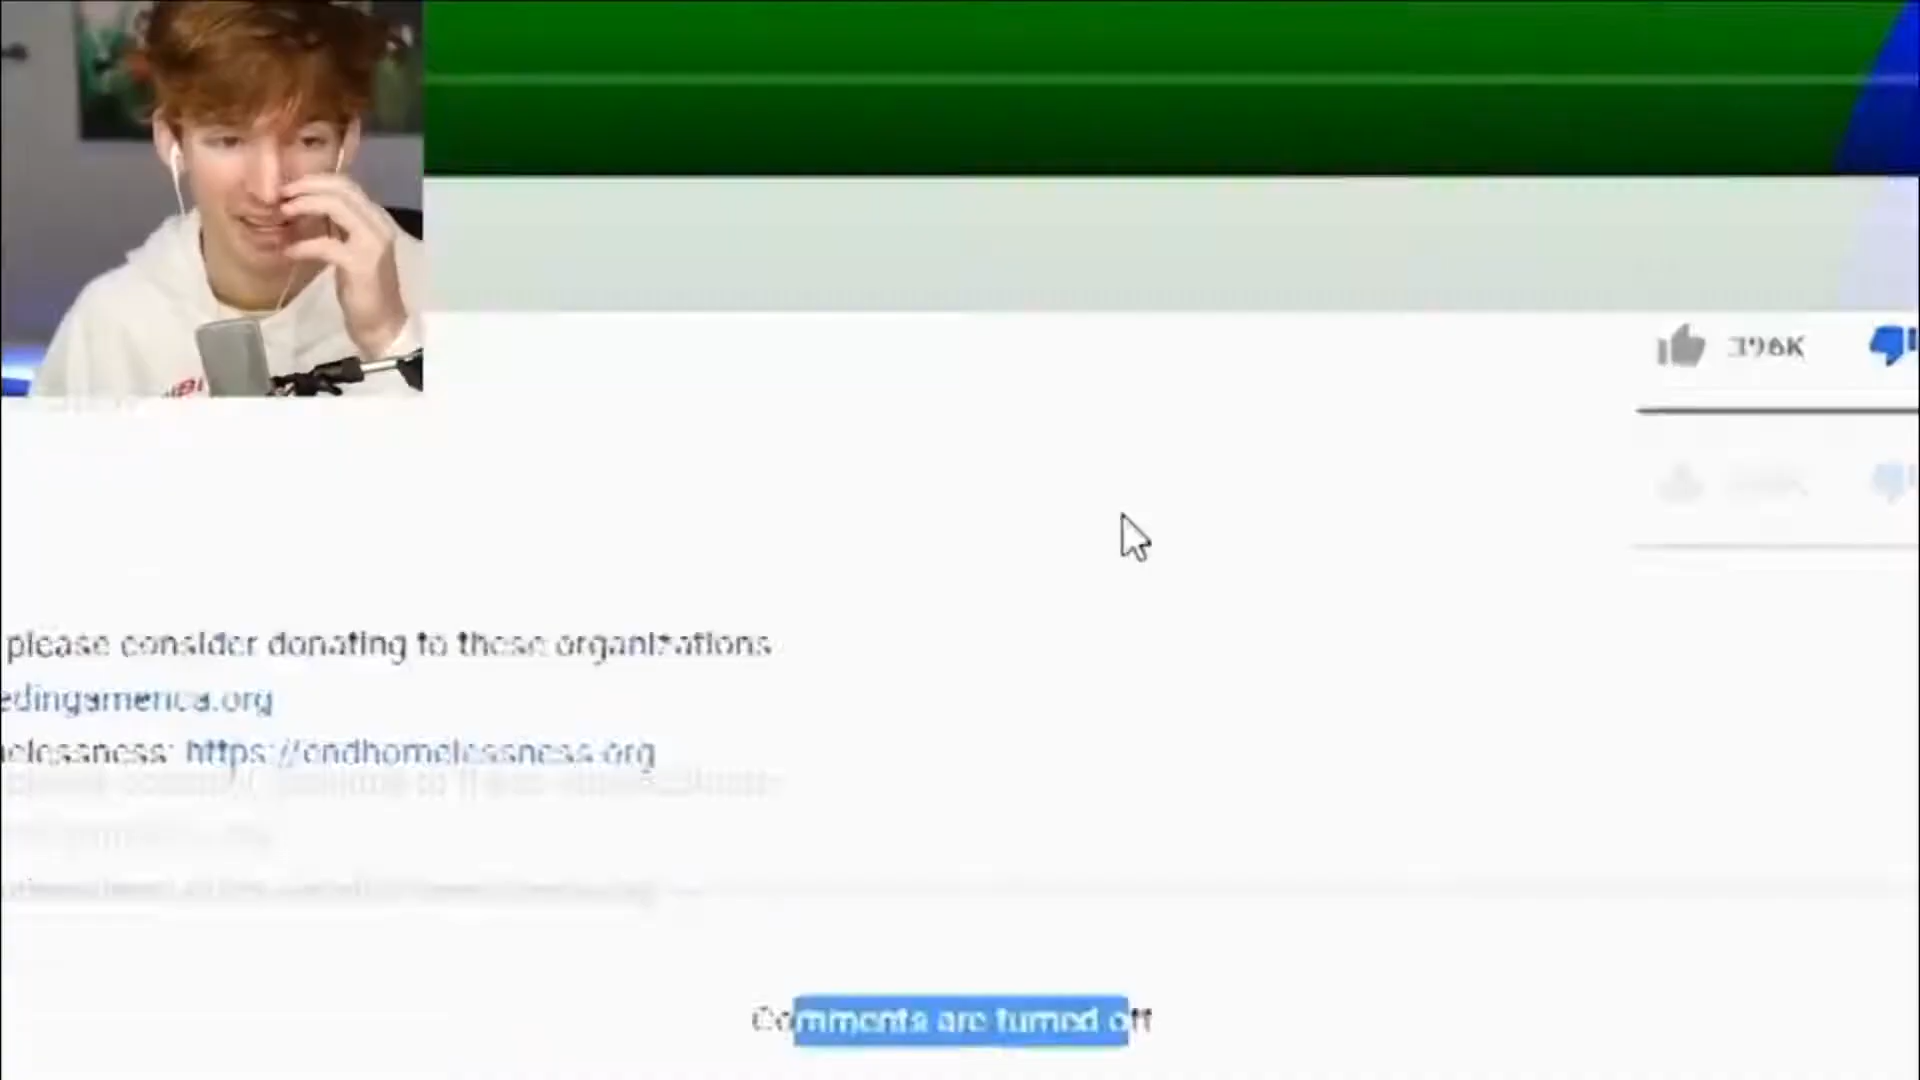 396K
please consider donating to these organizations
edingamerica.org
elessness: https://endhomelessness.org
Comments are turned off